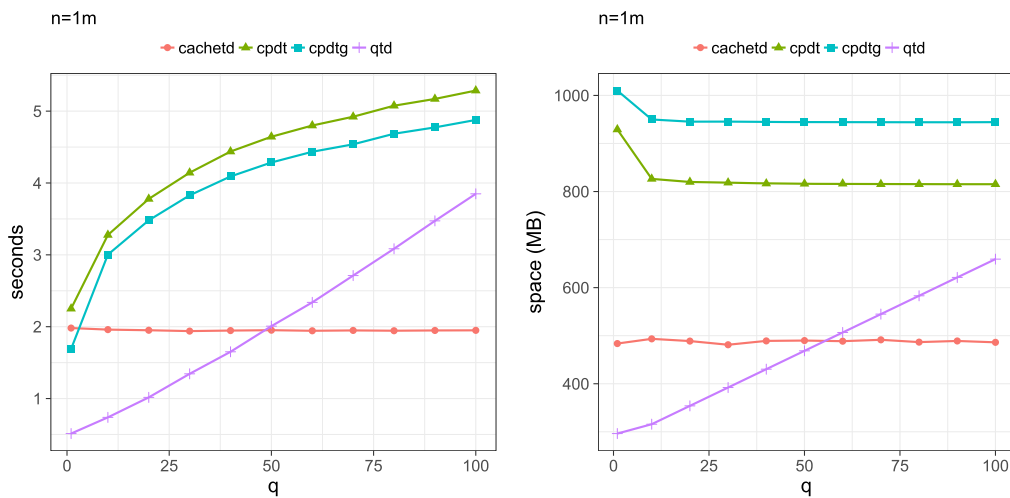 n=1m
cachetd cpdt cpdtg qtd
5
4
3
2
1
seconds
0 25 50 75 100
q
n=1m
cachetd cpdt cpdtg qtd
1000
800
600
400
space (MB)
0 25 50 75 100
q